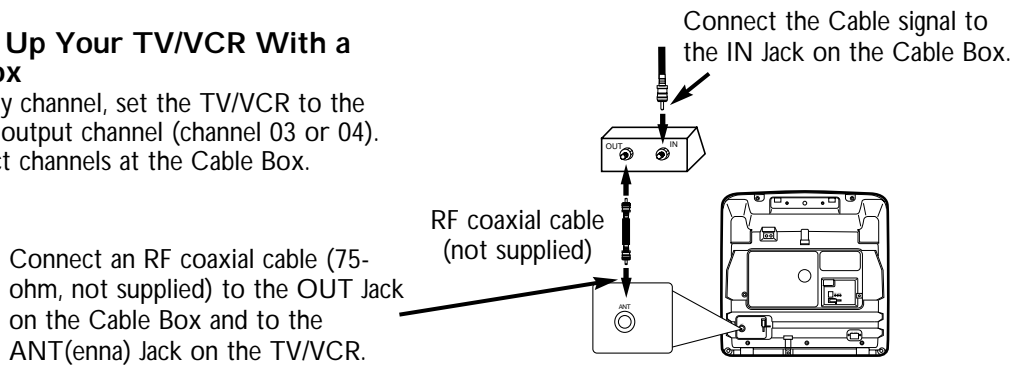 Up Your TV/VCR With a
ox
y channel, set the TV/VCR to the
output channel (channel 03 or 04).
ct channels at the Cable Box.
Connect the Cable signal to
the IN Jack on the Cable Box.
OUT
IN
RF coaxial cable
(not supplied)
Connect an RF coaxial cable (75-
ohm, not supplied) to the OUT Jack
on the Cable Box and to the
ANT(enna) Jack on the TV/VCR.
ANT